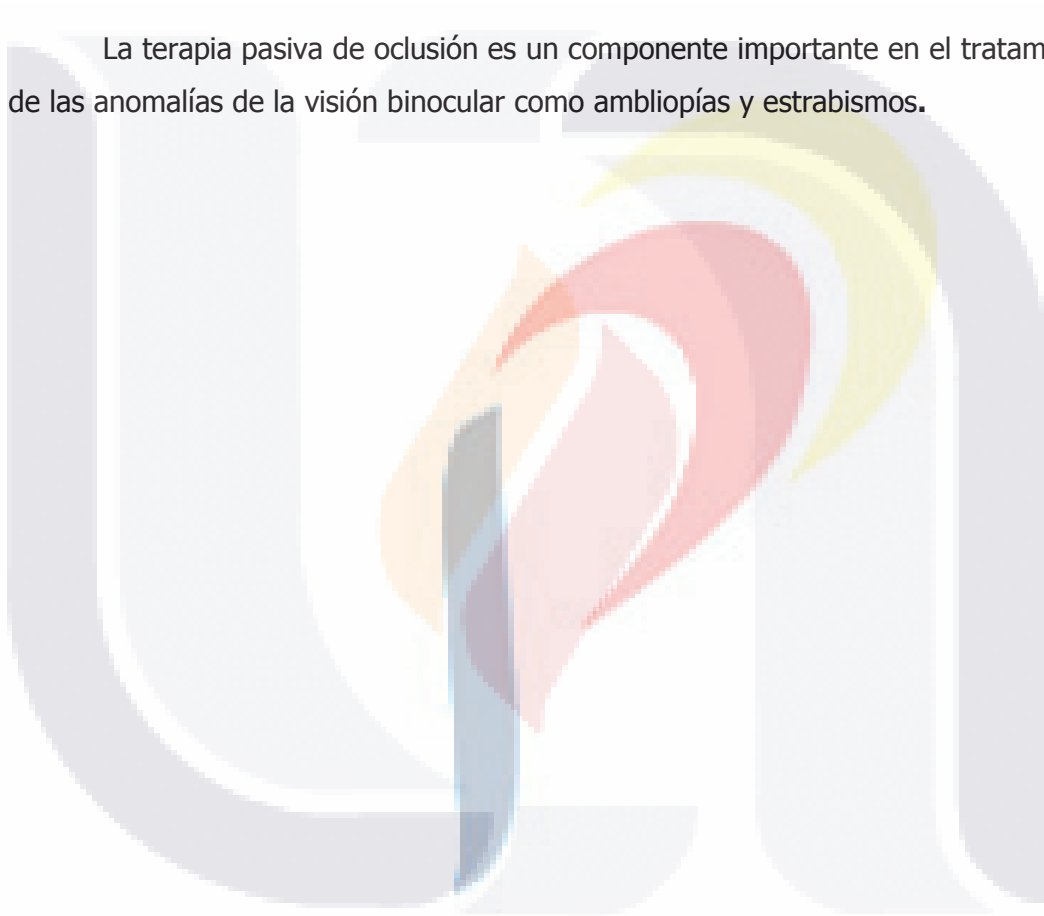 La terapia pasiva de oclusión es un componente importante en el tratam
de las anomalías de la visión binocular como ambliopías y estrabismos.